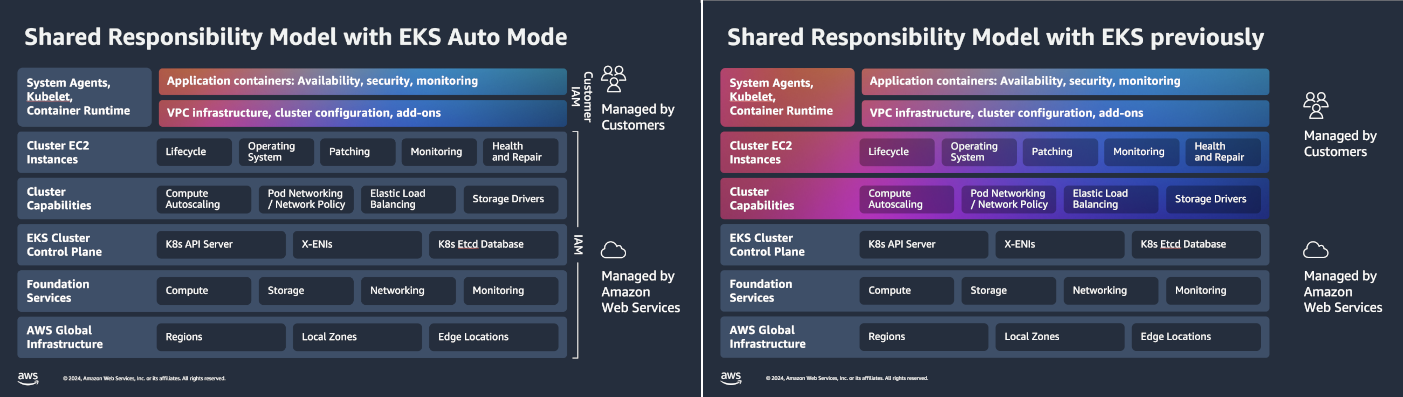 Shared Responsibility Model with EKS Auto Mode
System Agents,
Kubelet,
Container Runtime
Application containers: Availability, security, monitoring
VPC infrastructure, cluster configuration, add-ons
Customer
IAM
Managed by
Customers
Cluster EC2
Instances
Lifecycle
Operating
System
Patching
Monitoring
Health
and Repair
Cluster
Capabilities
Compute
Autoscaling
Pod Networking
/ Network Policy
Elastic Load
Balancing
Storage Drivers
EKS Cluster
Control Plane
K8s API Server
X-ENIs
K8s Etcd Database
IAM
Managed by
Amazon
Web Services
Foundation
Services
Compute
Storage
Networking
Monitoring
AWS Global
Infrastructure
Regions
Local Zones
Edge Locations
aws
© 2024, Amazon Web Services, Inc. or its affiliates. All rights reserved.
Shared Responsibility Model with EKS previously
System Agents,
Kubelet,
Container Runtime
Application containers: Availability, security, monitoring
VPC infrastructure, cluster configuration, add-ons
Managed by
Customers
Cluster EC2
Instances
Lifecycle
Operating
System
Patching
Monitoring
Health
and Repair
Cluster
Capabilities
Compute
Autoscaling
Pod Networking
/ Network Policy
Elastic Load
Balancing
Storage Drivers
EKS Cluster
Control Plane
K8s API Server
X-ENIs
K8s Etcd Database
Managed by
Amazon
Web Services
Foundation
Services
Compute
Storage
Networking
Monitoring
AWS Global
Infrastructure
Regions
Local Zones
Edge Locations
aws
© 2024, Amazon Web Services, Inc. or its affiliates. All rights reserved.